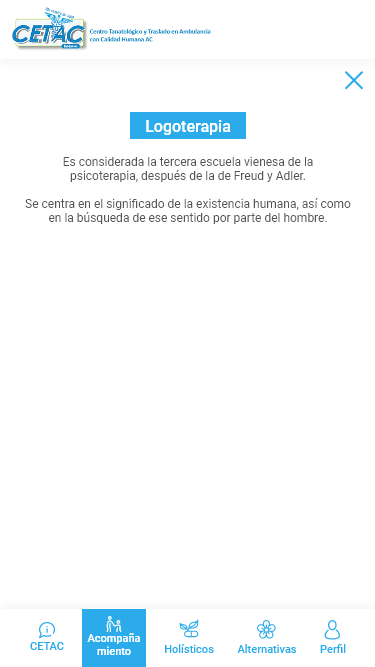 CETAC
Centro Tanatológico y Traslado en Ambulancia
con Calidad Humana AC
Logoterapia
Es considerada la tercera escuela vienesa de la
psicoterapia, después de la de Freud y Adler.
Se centra en el significado de la existencia humana, así como
en la búsqueda de ese sentido por parte del hombre.
CETAC
Acompaña
miento
Holísticos
Alternativas
Perfil